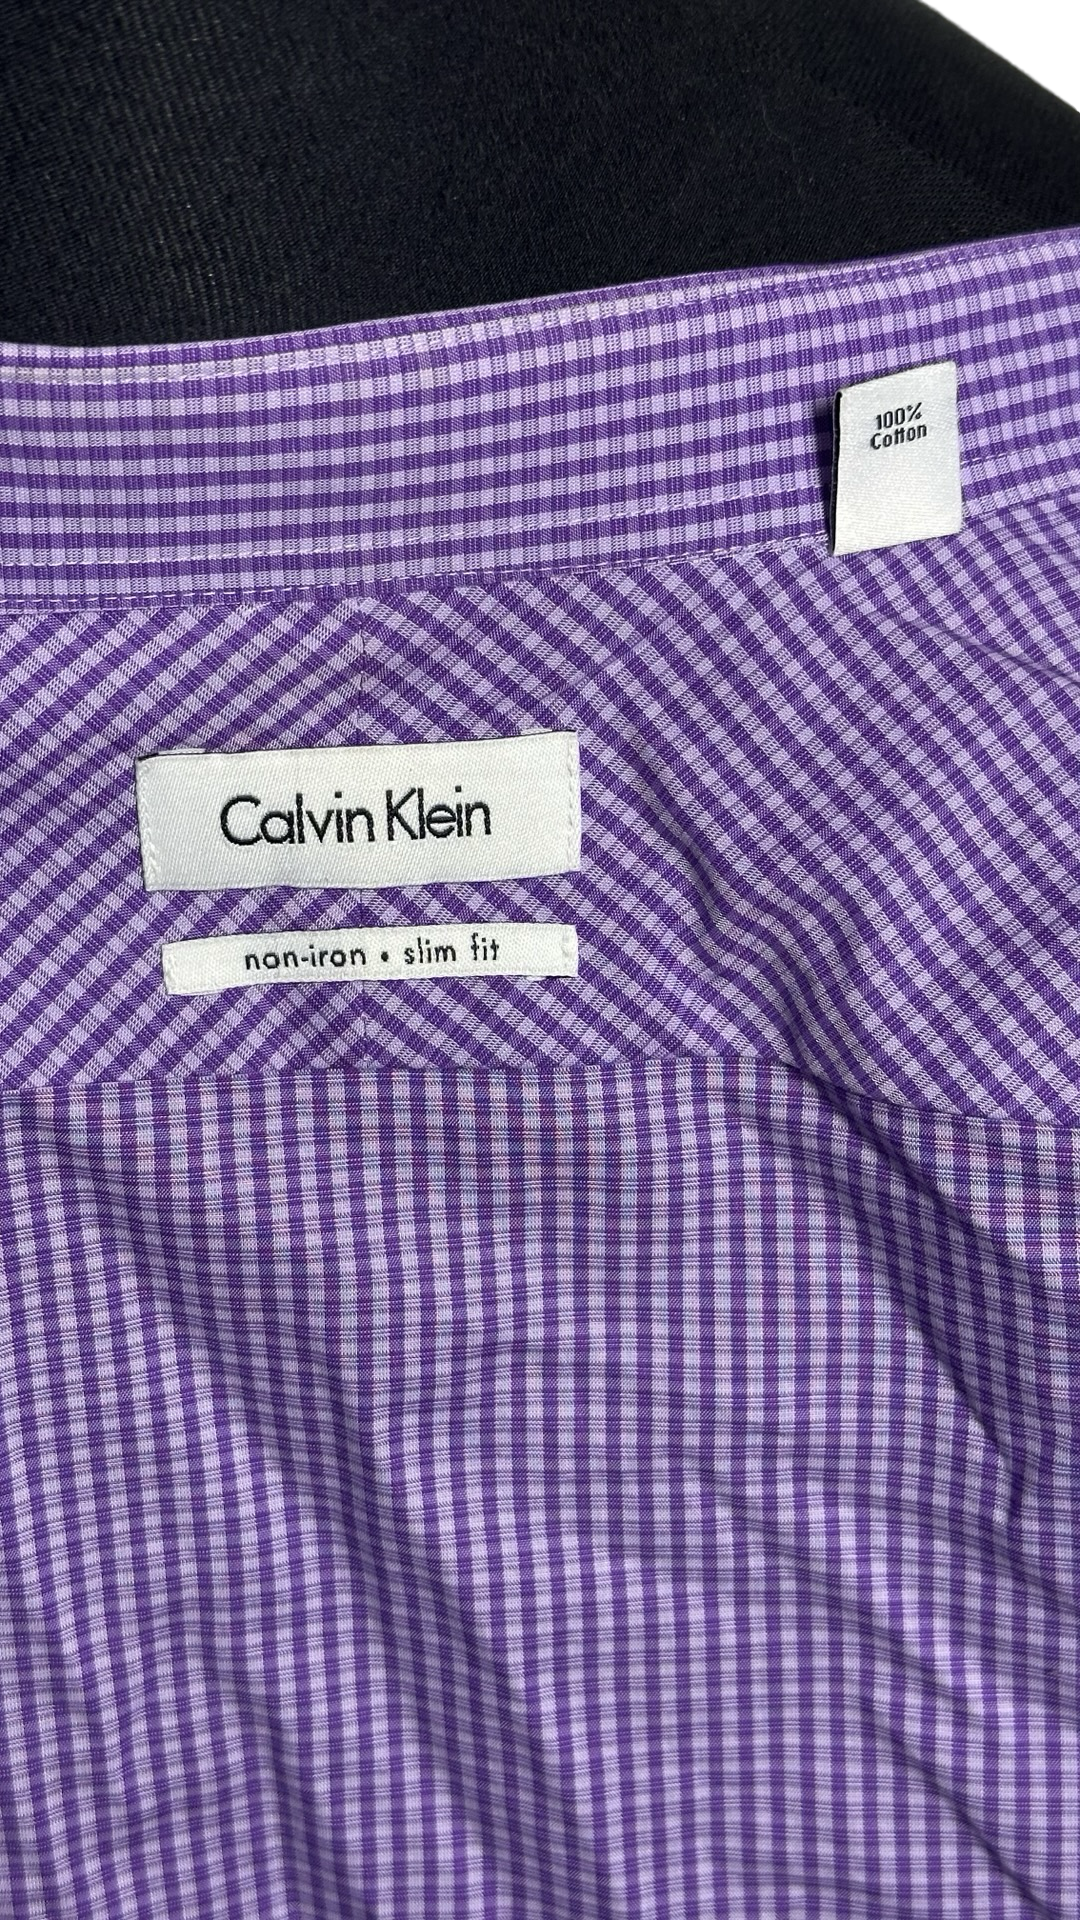 100%
Cotton
Calvin Klein
non-iron • slim fit